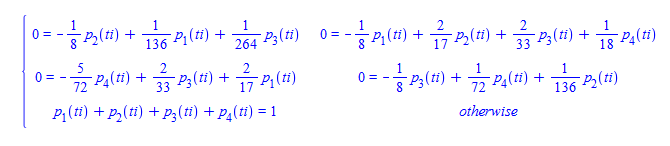 0 = -1/8 p₂(ti) + 1/136 p₁(ti) + 1/264 p₃(ti)    0 = -1/8 p₁(ti) + 2/17 p₂(ti) + 2/33 p₃(ti) + 1/18 p₄(ti)
0 = -5/72 p₄(ti) + 2/33 p₃(ti) + 2/17 p₁(ti)    0 = -1/8 p₃(ti) + 1/72 p₄(ti) + 1/136 p₂(ti)
p₁(ti) + p₂(ti) + p₃(ti) + p₄(ti) = 1    otherwise